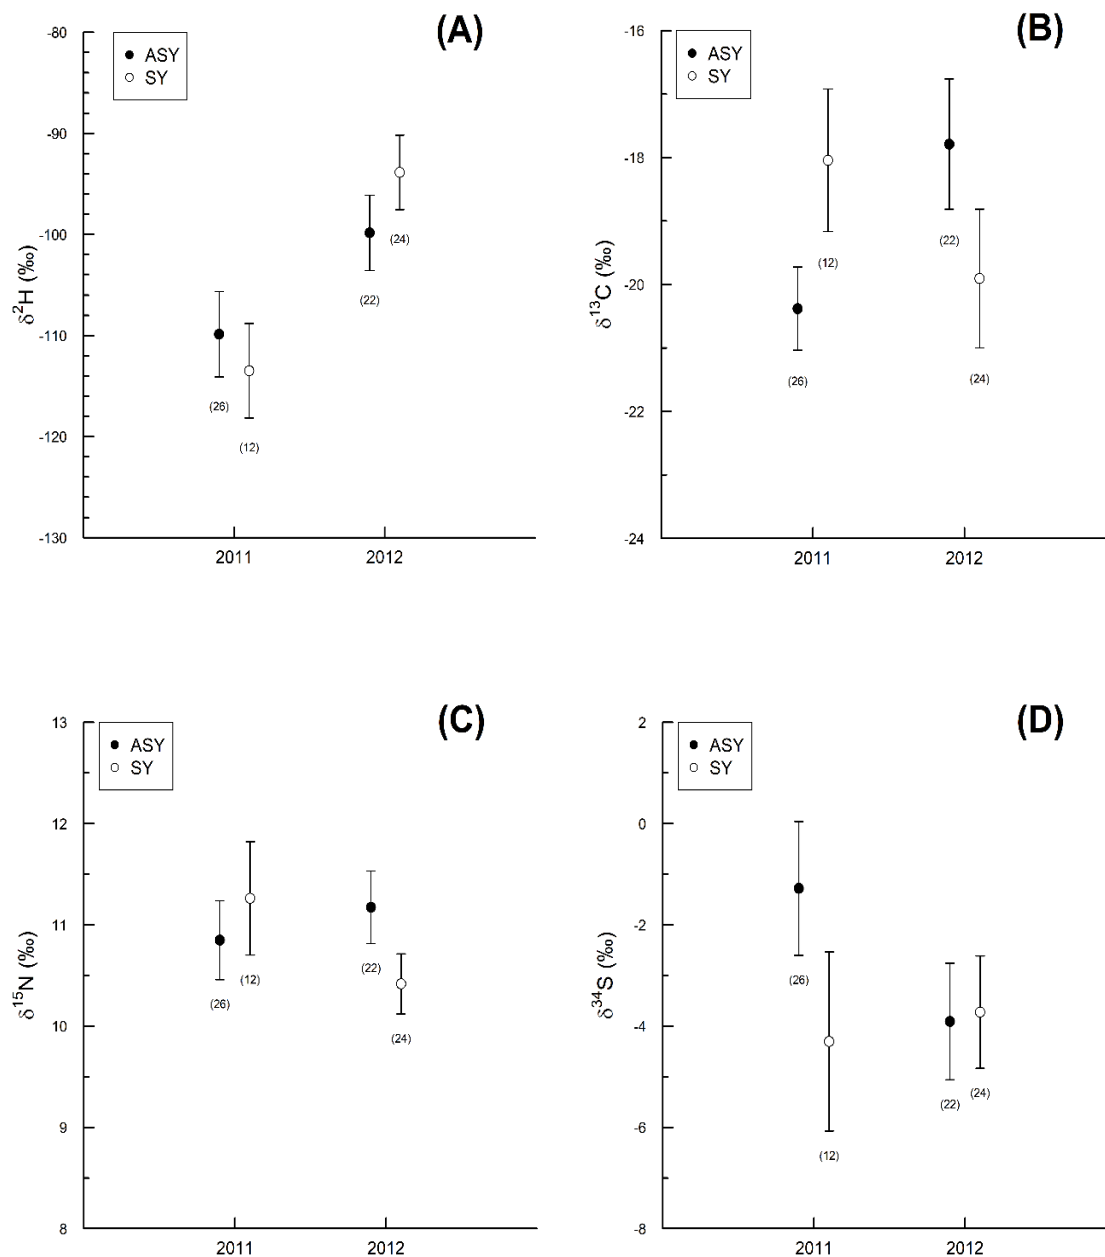 (A)
ASY
SY
-80
-90
-100
-110
-120
-130
δ²H (‰)
(26)
(12)
(22)
(24)
2011
2012
(B)
ASY
SY
-16
-18
-20
-22
-24
δ¹³C (‰)
(26)
(12)
(22)
(24)
2011
2012
(C)
ASY
SY
13
12
11
10
9
8
δ¹⁵N (‰)
(26)
(12)
(22)
(24)
2011
2012
(D)
ASY
SY
2
0
-2
-4
-6
-8
δ³⁴S (‰)
(26)
(12)
(22)
(24)
2011
2012